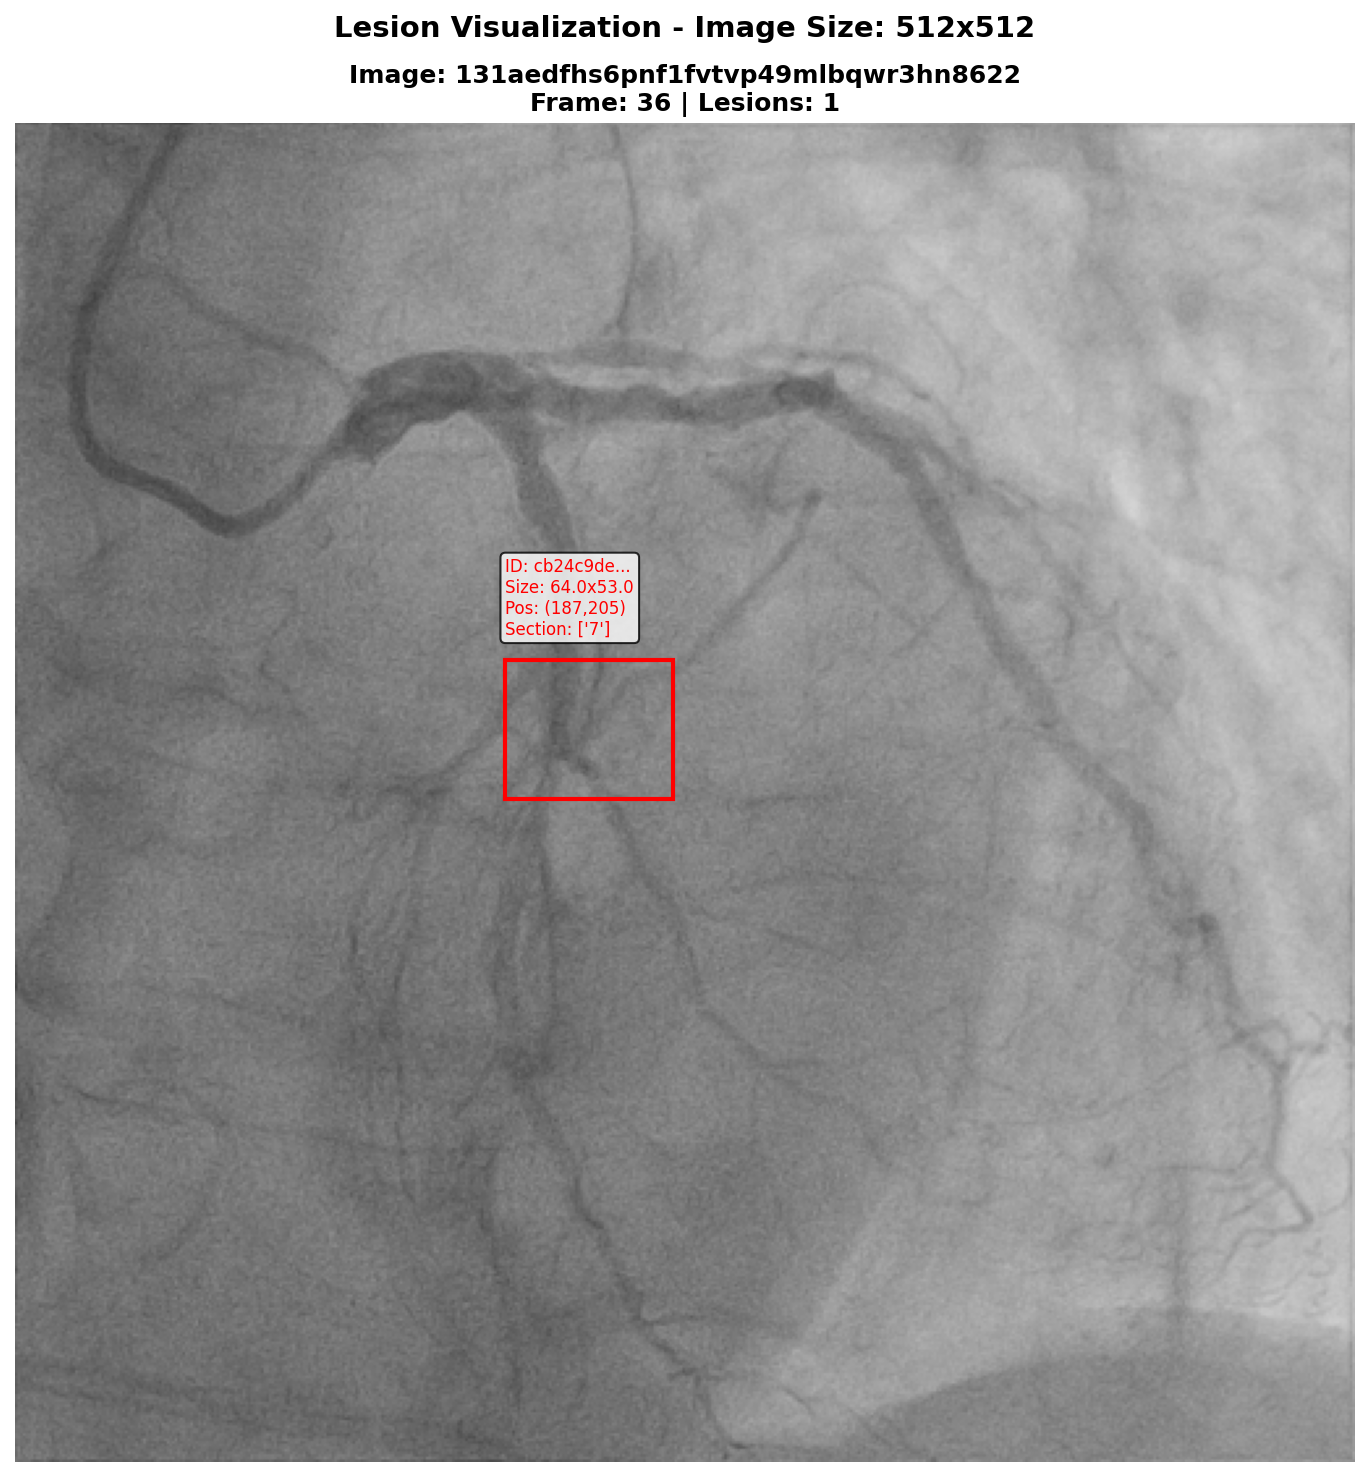 Lesion Visualization - Image Size: 512x512
Image: 131aedfhs6pnf1fvtvp49mlbqwr3hn8622
Frame: 36 | Lesions: 1
ID: cb24c9de...
Size: 64.0x53.0
Pos: (187,205)
Section: ['7']